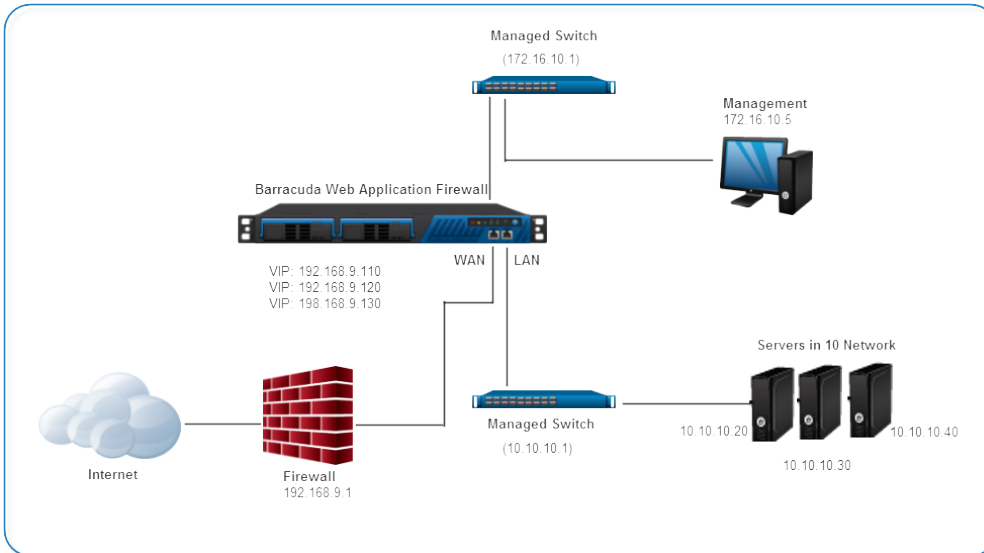 Managed Switch
(172.16.10.1)
Management
172.16.10.5
Barracuda Web Application Firewall
WAN
LAN
VIP: 192.168.9.110
VIP: 192.168.9.120
VIP: 198 168.9.130
Servers in 10 Network
10.10.10.20
10.10.10.40
10.10.10.30
Managed Switch
(10.10.10.1)
Internet
Firewall
192.168.9.1